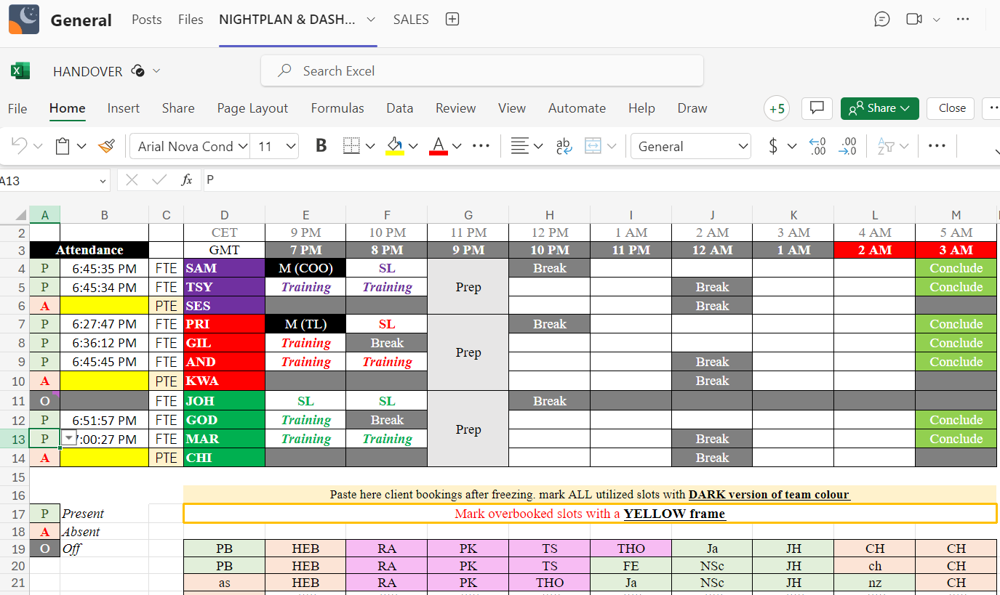 General Posts Files NIGHTPLAN & DASH... SALES
HANDOVER Search Excel
File Home Insert Share Page Layout Formulas Data Review View Automate Help Draw +5 Share Close
Arial Nova Cond 11 B A ab General $ .00 .00
A13 fx P
A B C D E F G H I J K L M
2 CET 9 PM 10 PM 11 PM 12 PM 1 AM 2 AM 3 AM 4 AM 5 AM
3 Attendance GMT 7 PM 8 PM 9 PM 10 PM 11 PM 12 AM 1 AM 2 AM 3 AM
4 P 6:45:35 PM FTE SAM M (COO) SL Break Conclude
5 P 6:45:34 PM FTE TSY Training Training Prep Break Conclude
6 A PTE SES Break
7 P 6:27:47 PM FTE PRI M (TL) SL Break Conclude
8 P 6:36:12 PM FTE GIL Training Break Prep Conclude
9 P 6:45:45 PM FTE AND Training Training Break Conclude
10 A PTE KWA Break
11 O FTE JOH SL SL Break
12 P 6:51:57 PM FTE GOD Training Break Prep Conclude
13 P 7:00:27 PM FTE MAR Training Training Break Conclude
14 A PTE CHI Break
15
16 Paste here client bookings after freezing. mark ALL utilized slots with DARK version of team colour
17 P Present Mark overbooked slots with a YELLOW frame
18 A Absent
19 O Off PB HEB RA PK TS THO Ja JH CH CH
20 PB HEB RA PK TS FE NSc JH ch CH
21 as HEB RA PK THO Ja NSc JH nz CH